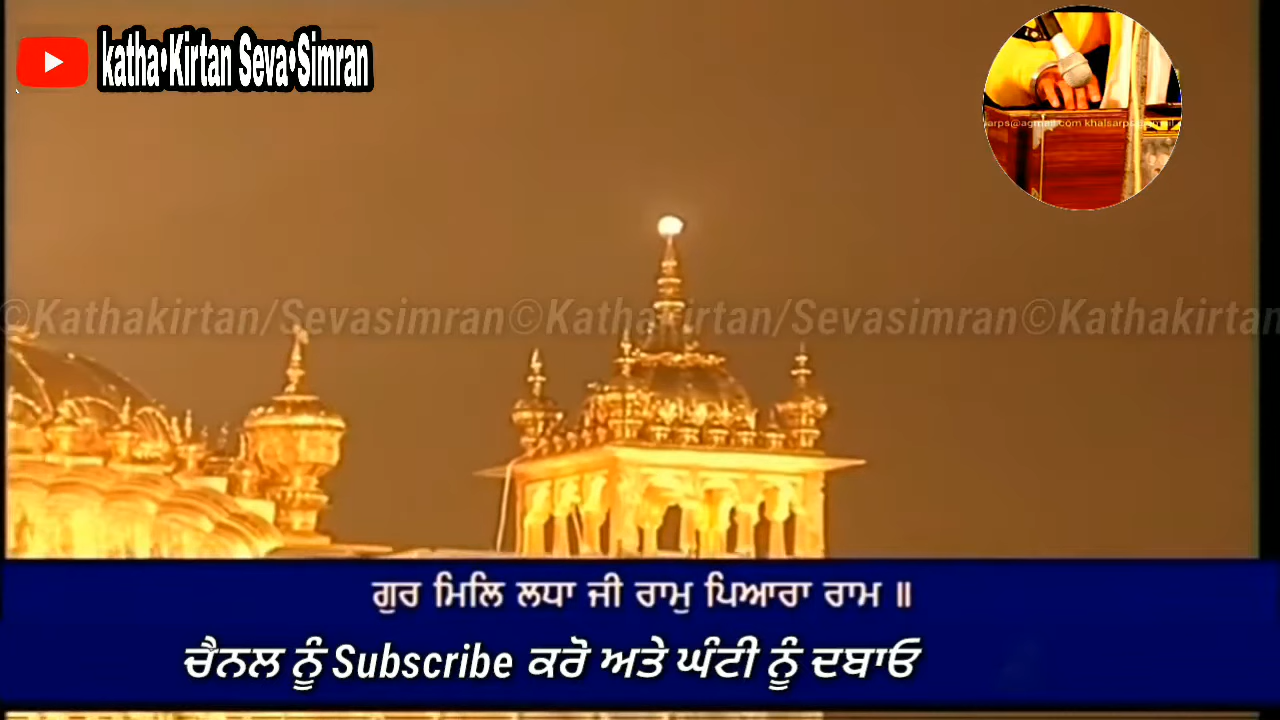 katha•Kirtan Seva•Simran
©Kathakirtan/Sevasimran©Kathakirtan/Sevasimran©Kathakirtan
ਗੁਰ ਮਿਲਿ ਲਧਾ ਜੀ ਰਾਮੁ ਪਿਆਰਾ ਰਾਮ ॥
ਚੈਨਲ ਨੂੰ Subscribe ਕਰੋ ਅਤੇ ਘੰਟੀ ਨੂੰ ਦਬਾਓ